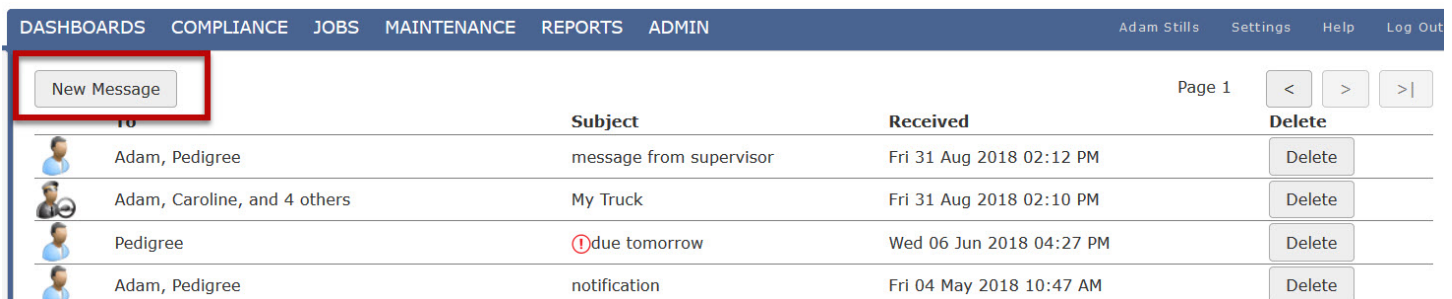 DASHBOARDS COMPLIANCE JOBS MAINTENANCE REPORTS ADMIN Adam Stills Settings Help Log Out
New Message Page 1 < > >|
To Subject Received Delete
Adam, Pedigree message from supervisor Fri 31 Aug 2018 02:12 PM Delete
Adam, Caroline, and 4 others My Truck Fri 31 Aug 2018 02:10 PM Delete
Pedigree due tomorrow Wed 06 Jun 2018 04:27 PM Delete
Adam, Pedigree notification Fri 04 May 2018 10:47 AM Delete